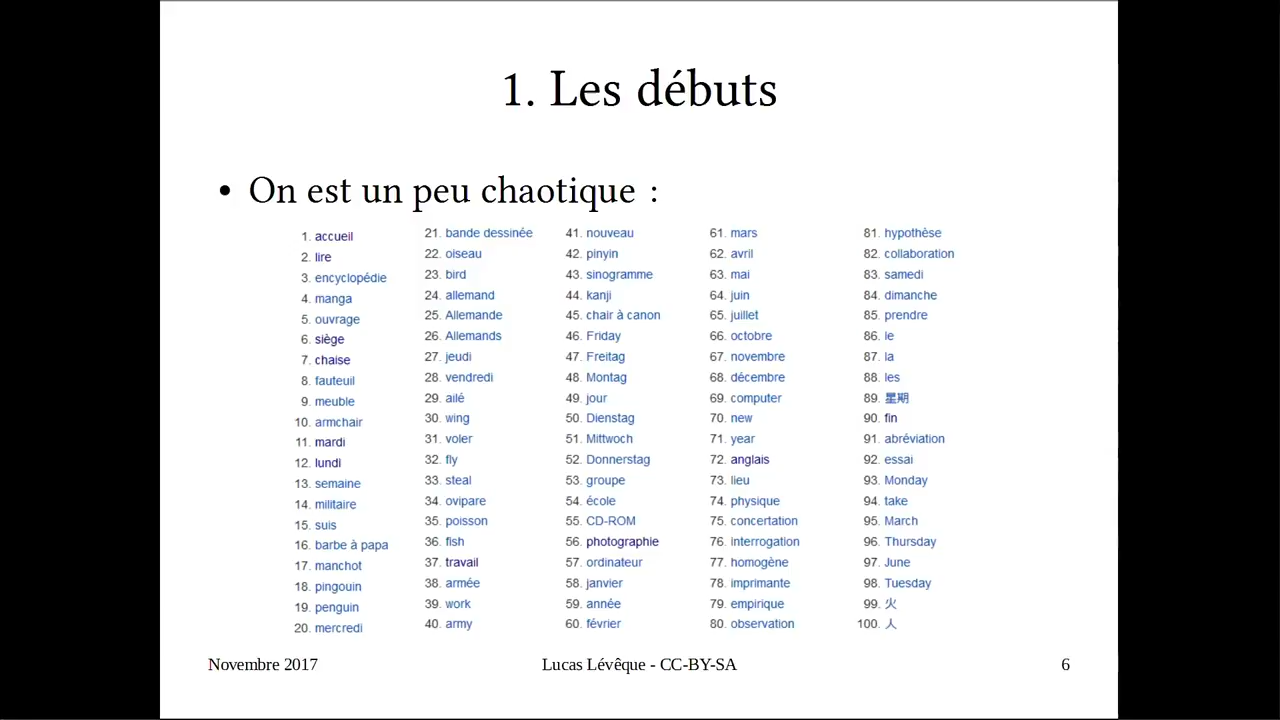 1. Les débuts
• On est un peu chaotique :
1. accueil
2. lire
3. encyclopédie
4. manga
5. ouvrage
6. siège
7. chaise
8. fauteuil
9. meuble
10. armchair
11. mardi
12. lundi
13. semaine
14. militaire
15. suis
16. barbe à papa
17. manchot
18. pingouin
19. penguin
20. mercredi
21. bande dessinée
22. oiseau
23. bird
24. allemand
25. Allemande
26. Allemands
27. jeudi
28. vendredi
29. ailé
30. wing
31. voler
32. fly
33. steal
34. ovipare
35. poisson
36. fish
37. travail
38. armée
39. work
40. army
41. nouveau
42. pinyin
43. sinogramme
44. kanji
45. chair à canon
46. Friday
47. Freitag
48. Montag
49. jour
50. Dienstag
51. Mittwoch
52. Donnerstag
53. groupe
54. école
55. CD-ROM
56. photographie
57. ordinateur
58. janvier
59. année
60. février
61. mars
62. avril
63. mai
64. juin
65. juillet
66. octobre
67. novembre
68. décembre
69. computer
70. new
71. year
72. anglais
73. lieu
74. physique
75. concertation
76. interrogation
77. homogène
78. imprimante
79. empirique
80. observation
81. hypothèse
82. collaboration
83. samedi
84. dimanche
85. prendre
86. le
87. la
88. les
89. 星期
90. fin
91. abréviation
92. essai
93. Monday
94. take
95. March
96. Thursday
97. June
98. Tuesday
99. 火
100. 人
Novembre 2017
Lucas Lévêque - CC-BY-SA
6